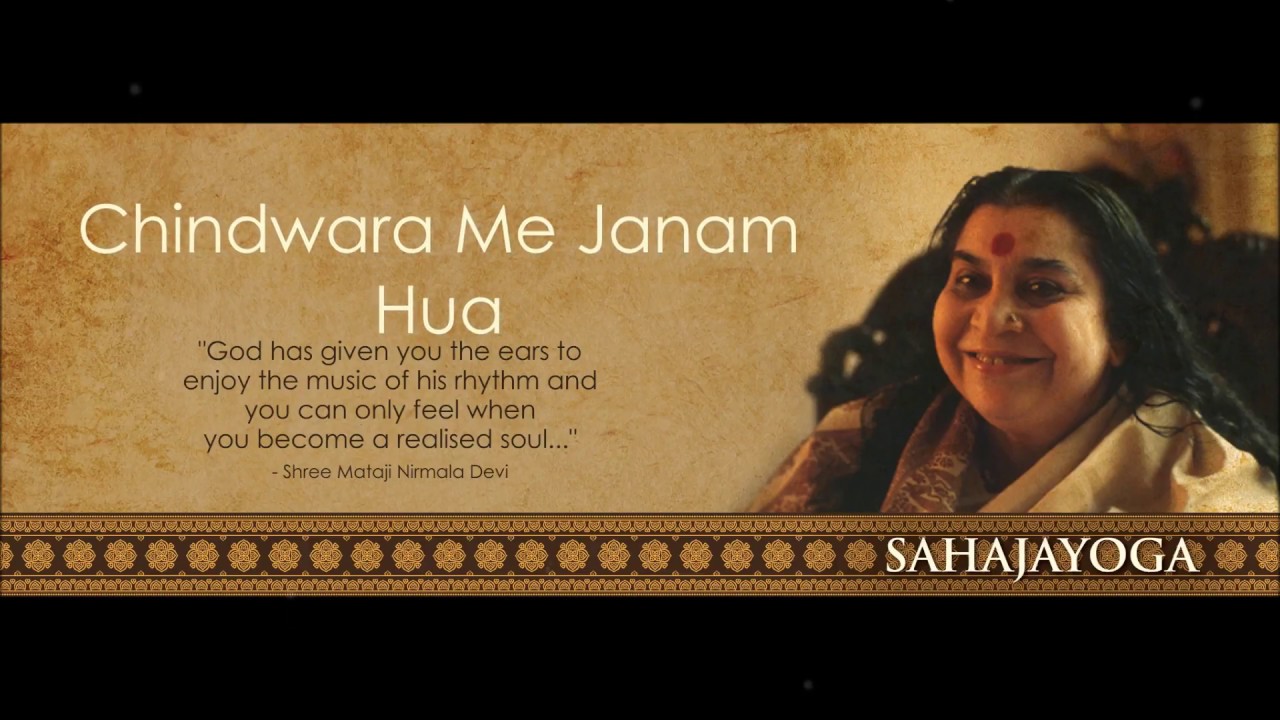 Chindwara Me Janam
Hua
"God has given you the ears to
enjoy the music of his rhythm and
you can only feel when
you become a realised soul..."
- Shree Mataji Nirmala Devi
SAHAJAYOGA